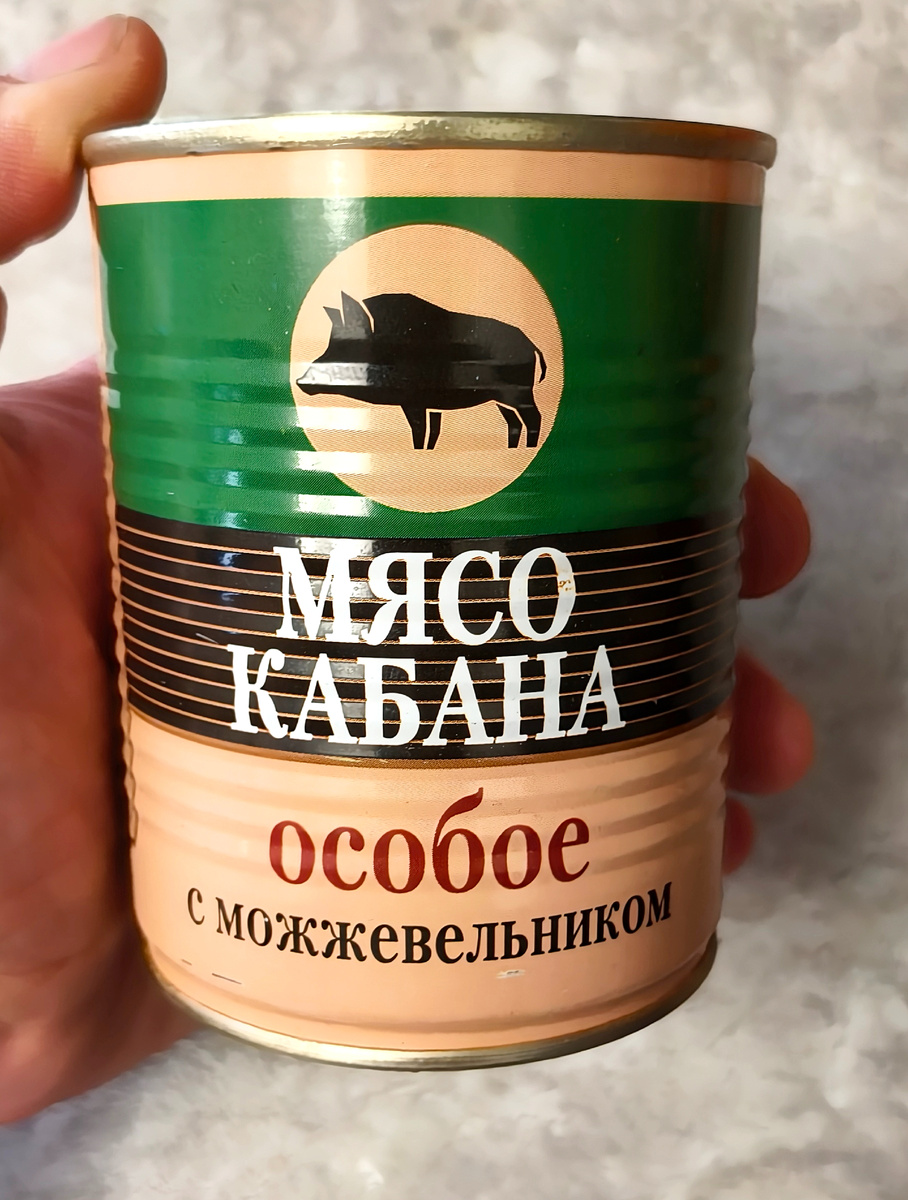 МЯСО
КАБАНА
особое
с можжевельником